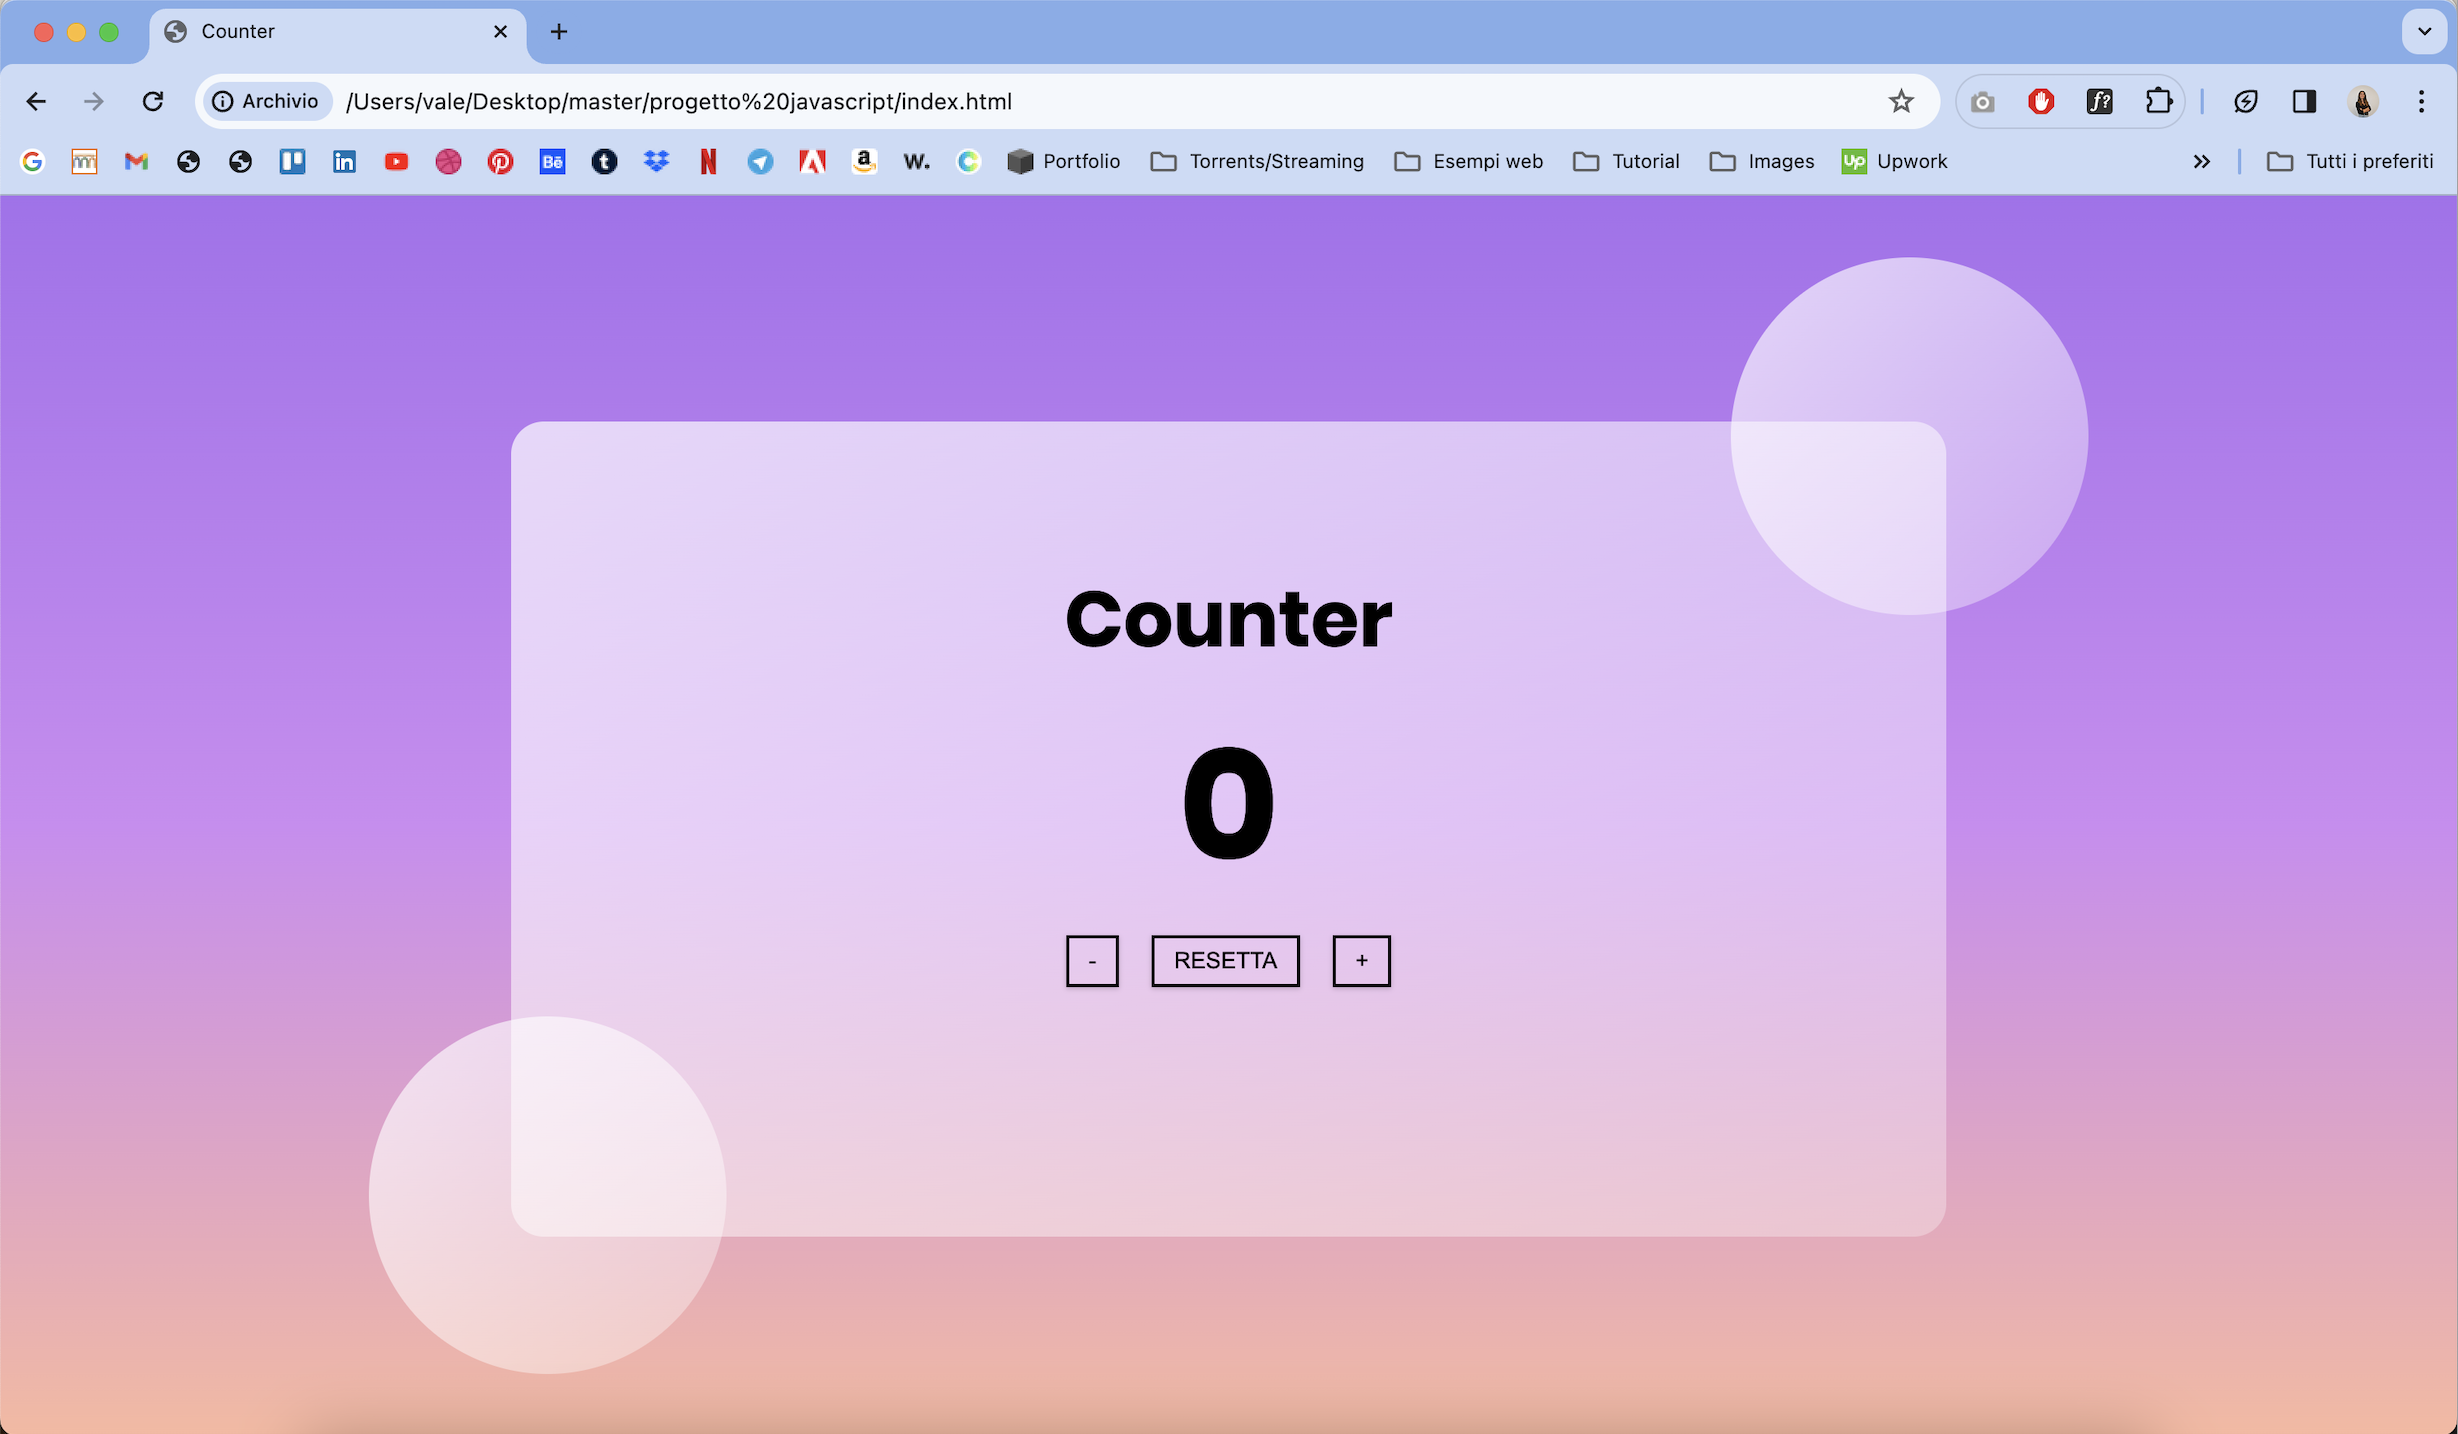 Counter
Archivio /Users/vale/Desktop/master/progetto%20javascript/index.html
Portfolio Torrents/Streaming Esempi web Tutorial Images Up Upwork Tutti i preferiti
Counter
0
- RESETTA +